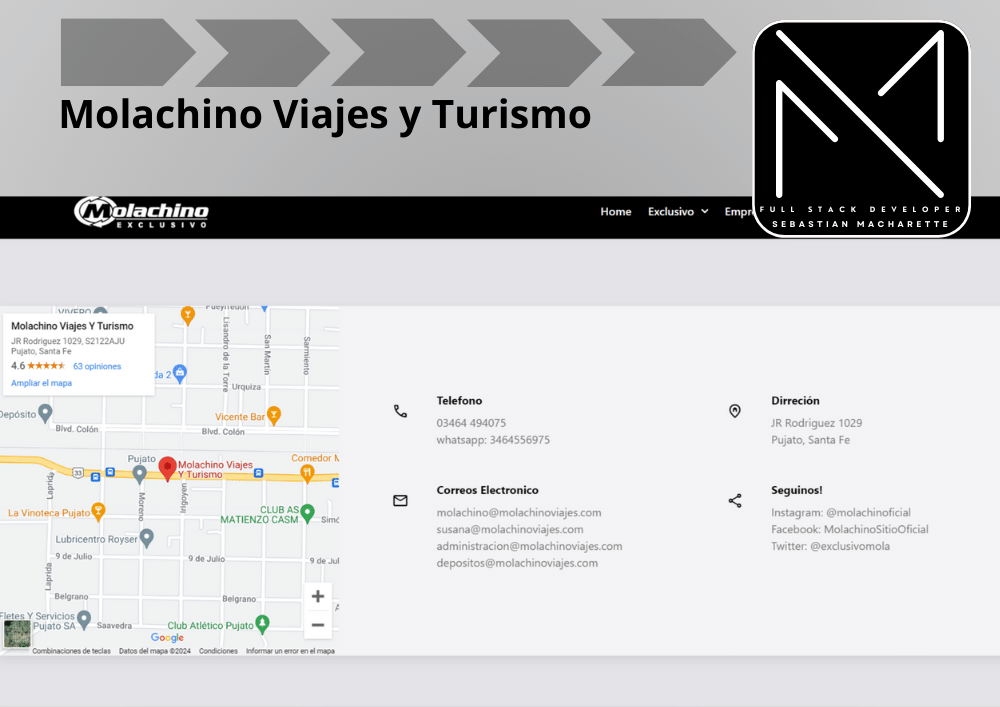 Molachino Viajes y Turismo
FULL STACK DEVELOPER
SEBASTIAN MACHARETTE
Molachino
EXCLUSIVO
Home
Exclusivo
Molachino Viajes Y Turismo
JR Rodriguez 1029, S2122AJU
Pujato, Santa Fe
4.6
63 opiniones
Ampliar el mapa
VIVERO
Lisandro de la Torre
San Martin
Sarmiento
Urquiza
Vicente Bar
Depósito
Blvd. Colón
Blvd. Colón
Pujato
Molachino Viajes
Y Turismo
Comedor
33
Laprida
Moreno
Irigoyen
La Vinoteca Pujato
CLUB AS
MATIENZO CASM
Lubricentro Royser
9 de Julio
9 de Julio
9 de Jul
Laprida
Belgrano
Belgrano
Fletes Y Servicios
Pujato SA
Saavedra
Club Atlético Pujato
+
−
Google
Combinaciones de teclas
Datos del mapa ©2024
Condiciones
Informar un error en el mapa
Telefono
03464 494075
whatsapp: 3464556975
Dirreción
JR Rodriguez 1029
Pujato, Santa Fe
Correos Electronico
molachino@molachinoviajes.com
susana@molachinoviajes.com
administracion@molachinoviajes.com
depositos@molachinoviajes.com
Seguinos!
Instagram: @molachinoficial
Facebook: MolachinoSitioOficial
Twitter: @exclusivomola